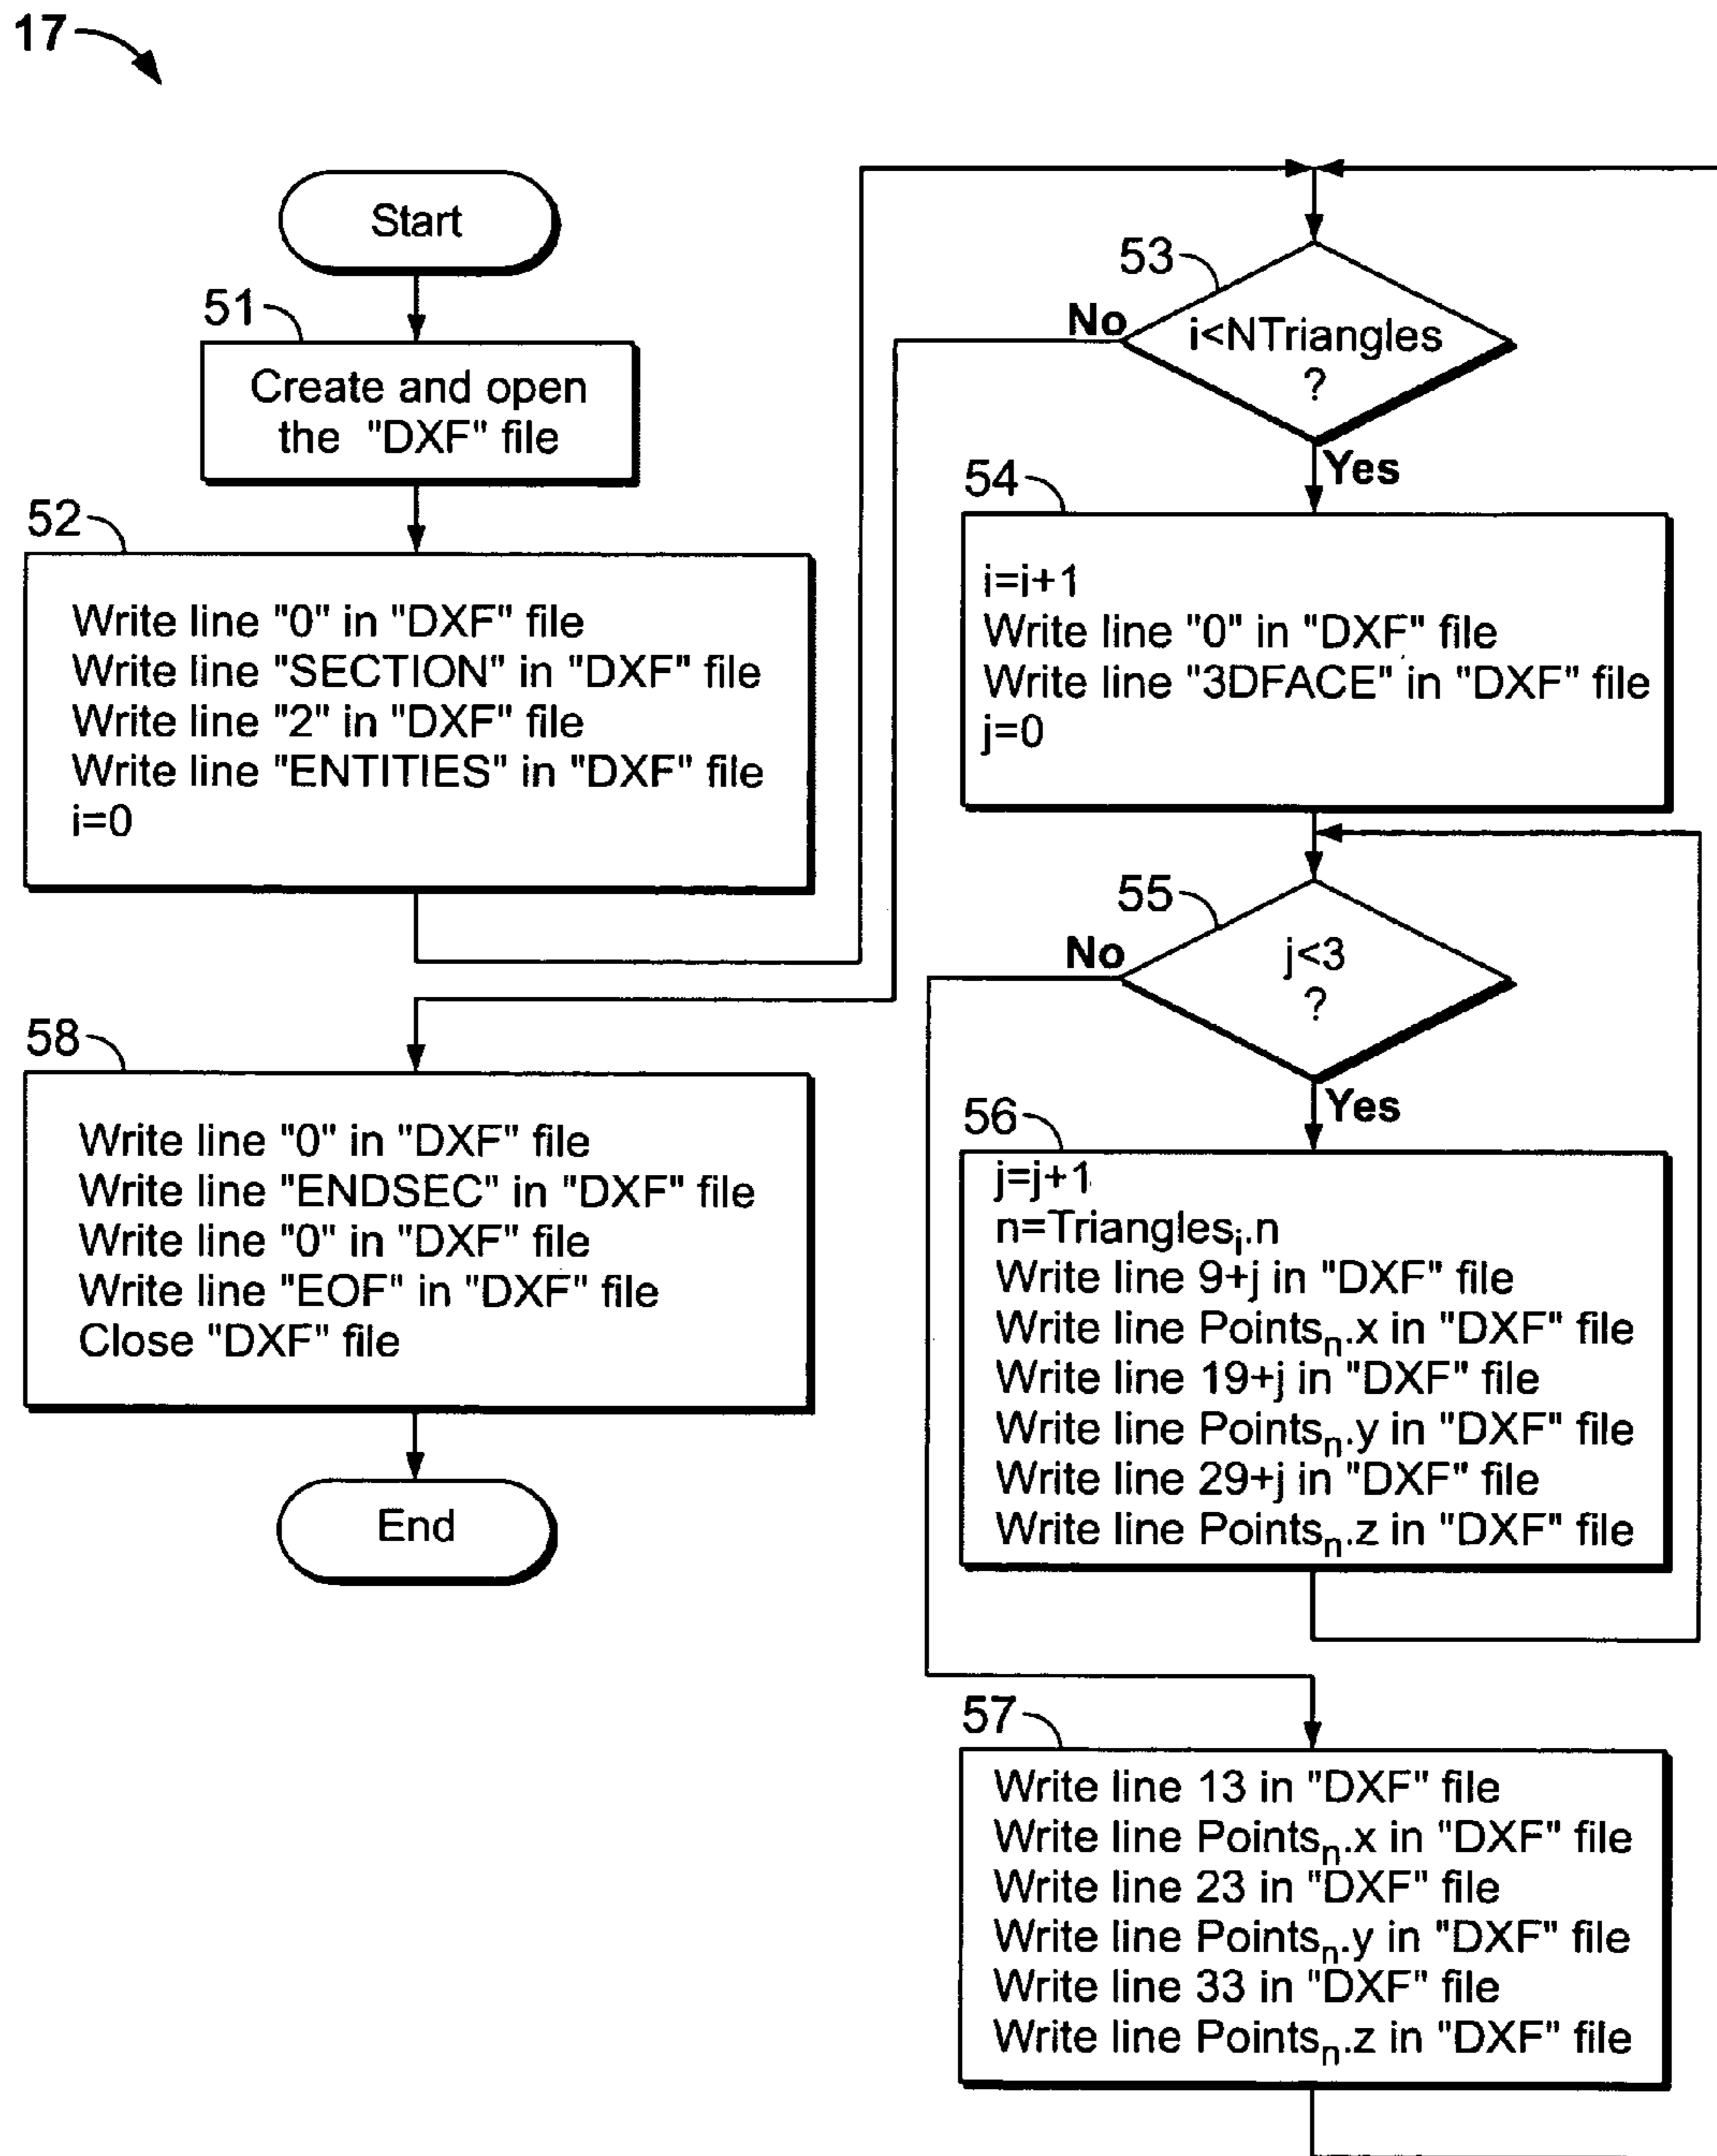 17
Start
51
Create and open
the "DXF" file
52
Write line "0" in "DXF" file
Write line "SECTION" in "DXF" file
Write line "2" in "DXF" file
Write line "ENTITIES" in "DXF" file
i=0
53
No
i<NTriangles
?
Yes
54
i=i+1
Write line "0" in "DXF" file
Write line "3DFACE" in "DXF" file
j=0
55
No
j<3
?
Yes
56
j=j+1
n=Trianglesᵢ.n
Write line 9+j in "DXF" file
Write line Pointsₙ.x in "DXF" file
Write line 19+j in "DXF" file
Write line Pointsₙ.y in "DXF" file
Write line 29+j in "DXF" file
Write line Pointsₙ.z in "DXF" file
57
Write line 13 in "DXF" file
Write line Pointsₙ.x in "DXF" file
Write line 23 in "DXF" file
Write line Pointsₙ.y in "DXF" file
Write line 33 in "DXF" file
Write line Pointsₙ.z in "DXF" file
58
Write line "0" in "DXF" file
Write line "ENDSEC" in "DXF" file
Write line "0" in "DXF" file
Write line "EOF" in "DXF" file
Close "DXF" file
End